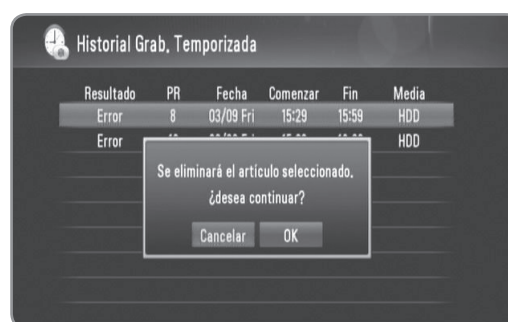 Historial Grab. Temporizada
Resultado PR Fecha Comenzar Fin Media
Error 8 03/09 Fri 15:29 15:59 HDD
Error HDD
Se eliminará el artículo seleccionado.
¿desea continuar?
Cancelar OK